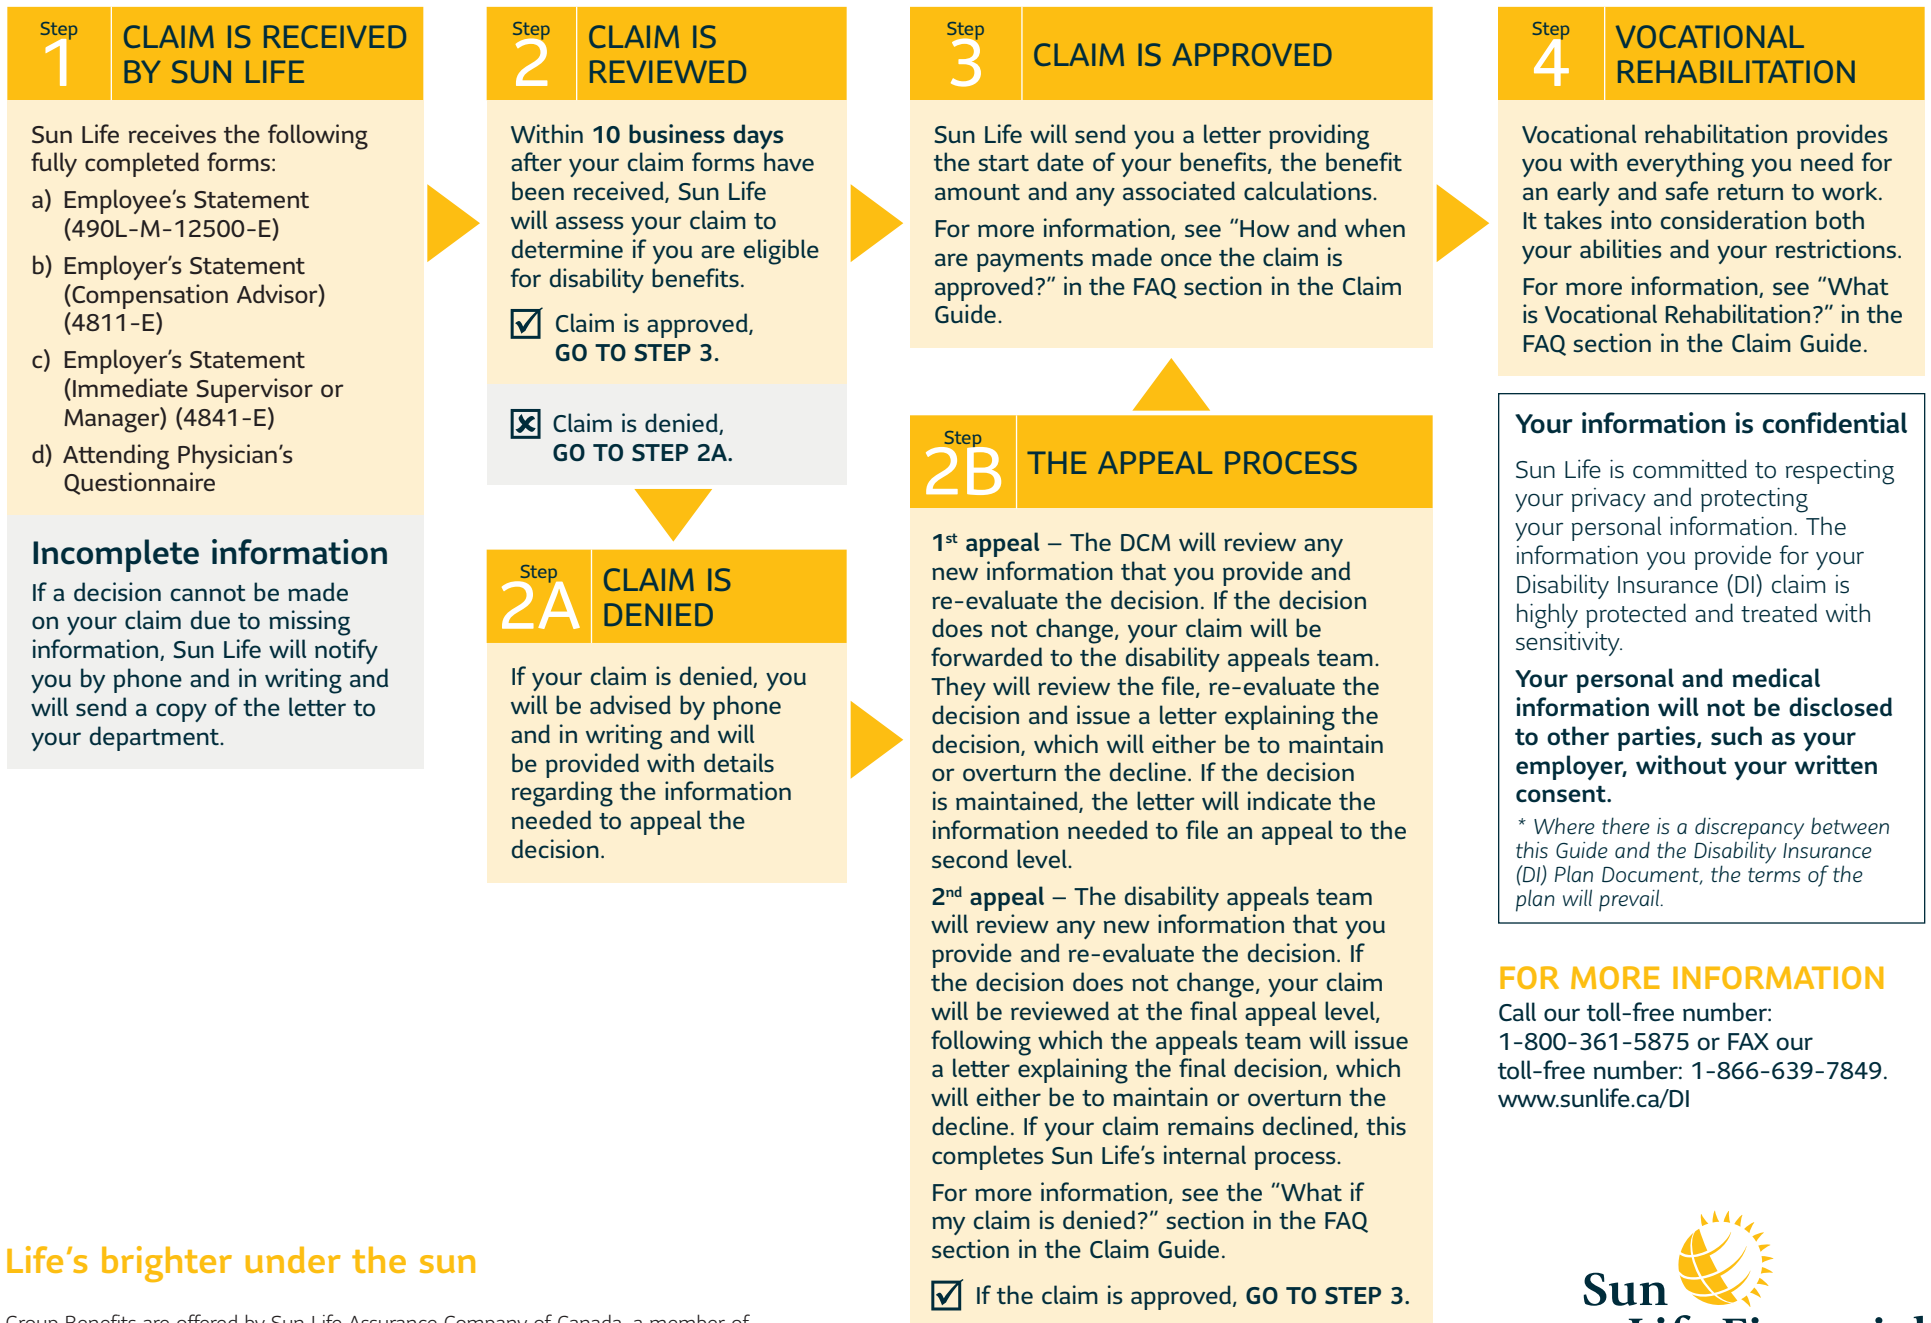 Step
1
CLAIM IS RECEIVED
BY SUN LIFE
Sun Life receives the following
fully completed forms:
a) Employee’s Statement
(490L-M-12500-E)
b) Employer’s Statement
(Compensation Advisor)
(4811-E)
c) Employer’s Statement
(Immediate Supervisor or
Manager) (4841-E)
d) Attending Physician’s
Questionnaire
Incomplete information
If a decision cannot be made
on your claim due to missing
information, Sun Life will notify
you by phone and in writing and
will send a copy of the letter to
your department.
Step
2
CLAIM IS
REVIEWED
Within 10 business days
after your claim forms have
been received, Sun Life
will assess your claim to
determine if you are eligible
for disability benefits.
Claim is approved,
GO TO STEP 3.
Claim is denied,
GO TO STEP 2A.
Step
2A
CLAIM IS
DENIED
If your claim is denied, you
will be advised by phone
and in writing and will
be provided with details
regarding the information
needed to appeal the
decision.
Step
3
CLAIM IS APPROVED
Sun Life will send you a letter providing
the start date of your benefits, the benefit
amount and any associated calculations.
For more information, see “How and when
are payments made once the claim is
approved?” in the FAQ section in the Claim
Guide.
Step
2B
THE APPEAL PROCESS
1st appeal – The DCM will review any
new information that you provide and
re-evaluate the decision. If the decision
does not change, your claim will be
forwarded to the disability appeals team.
They will review the file, re-evaluate the
decision and issue a letter explaining the
decision, which will either be to maintain
or overturn the decline. If the decision
is maintained, the letter will indicate the
information needed to file an appeal to the
second level.
2nd appeal – The disability appeals team
will review any new information that you
provide and re-evaluate the decision. If
the decision does not change, your claim
will be reviewed at the final appeal level,
following which the appeals team will issue
a letter explaining the final decision, which
will either be to maintain or overturn the
decline. If your claim remains declined, this
completes Sun Life’s internal process.
For more information, see the “What if
my claim is denied?” section in the FAQ
section in the Claim Guide.
If the claim is approved, GO TO STEP 3.
Step
4
VOCATIONAL
REHABILITATION
Vocational rehabilitation provides
you with everything you need for
an early and safe return to work.
It takes into consideration both
your abilities and your restrictions.
For more information, see “What
is Vocational Rehabilitation?” in the
FAQ section in the Claim Guide.
Your information is confidential
Sun Life is committed to respecting
your privacy and protecting
your personal information. The
information you provide for your
Disability Insurance (DI) claim is
highly protected and treated with
sensitivity.
Your personal and medical
information will not be disclosed
to other parties, such as your
employer, without your written
consent.
* Where there is a discrepancy between
this Guide and the Disability Insurance
(DI) Plan Document, the terms of the
plan will prevail.
FOR MORE INFORMATION
Call our toll-free number:
1-800-361-5875 or FAX our
toll-free number: 1-866-639-7849.
www.sunlife.ca/DI
Life’s brighter under the sun
Group Benefits are offered by Sun Life Assurance Company of Canada, a member of
Sun
Life Financial